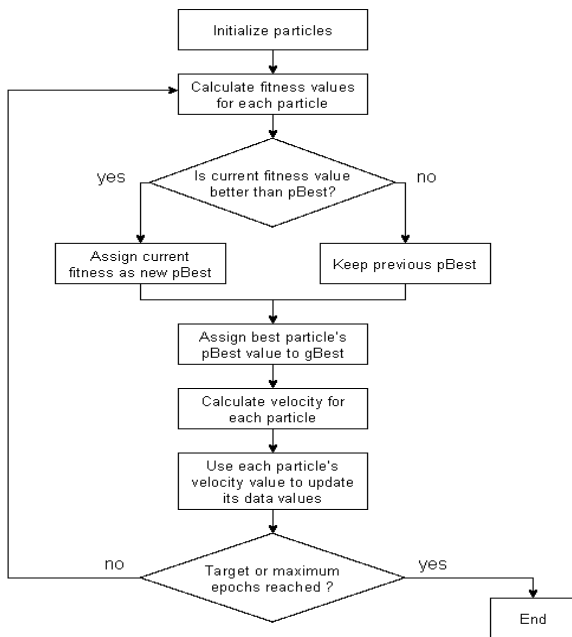 Initialize particles
Calculate fitness values
for each particle
Is current fitness value
better than pBest?
yes
no
Assign current
fitness as new pBest
Keep previous pBest
Assign best particle's
pBest value to gBest
Calculate velocity for
each particle
Use each particle's
velocity value to update
its data values
no
Target or maximum
epochs reached ?
yes
End